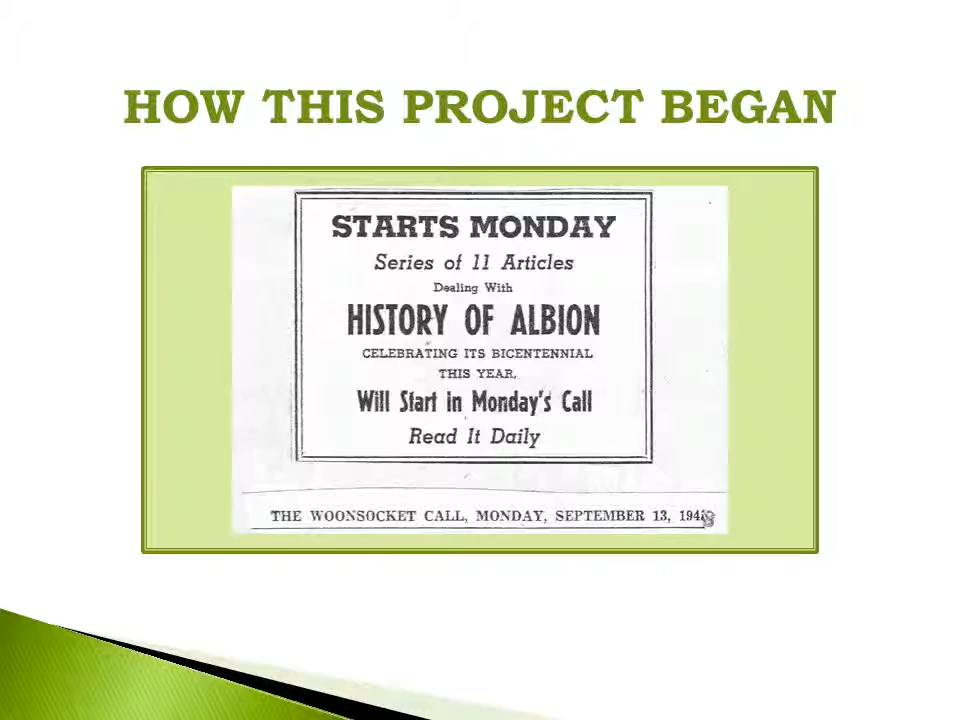 HOW THIS PROJECT BEGAN
STARTS MONDAY
Series of 11 Articles
Dealing With
HISTORY OF ALBION
CELEBRATING ITS BICENTENNIAL
THIS YEAR,
Will Start in Monday's Call
Read It Daily
THE WOONSOCKET CALL, MONDAY, SEPTEMBER 13, 1948